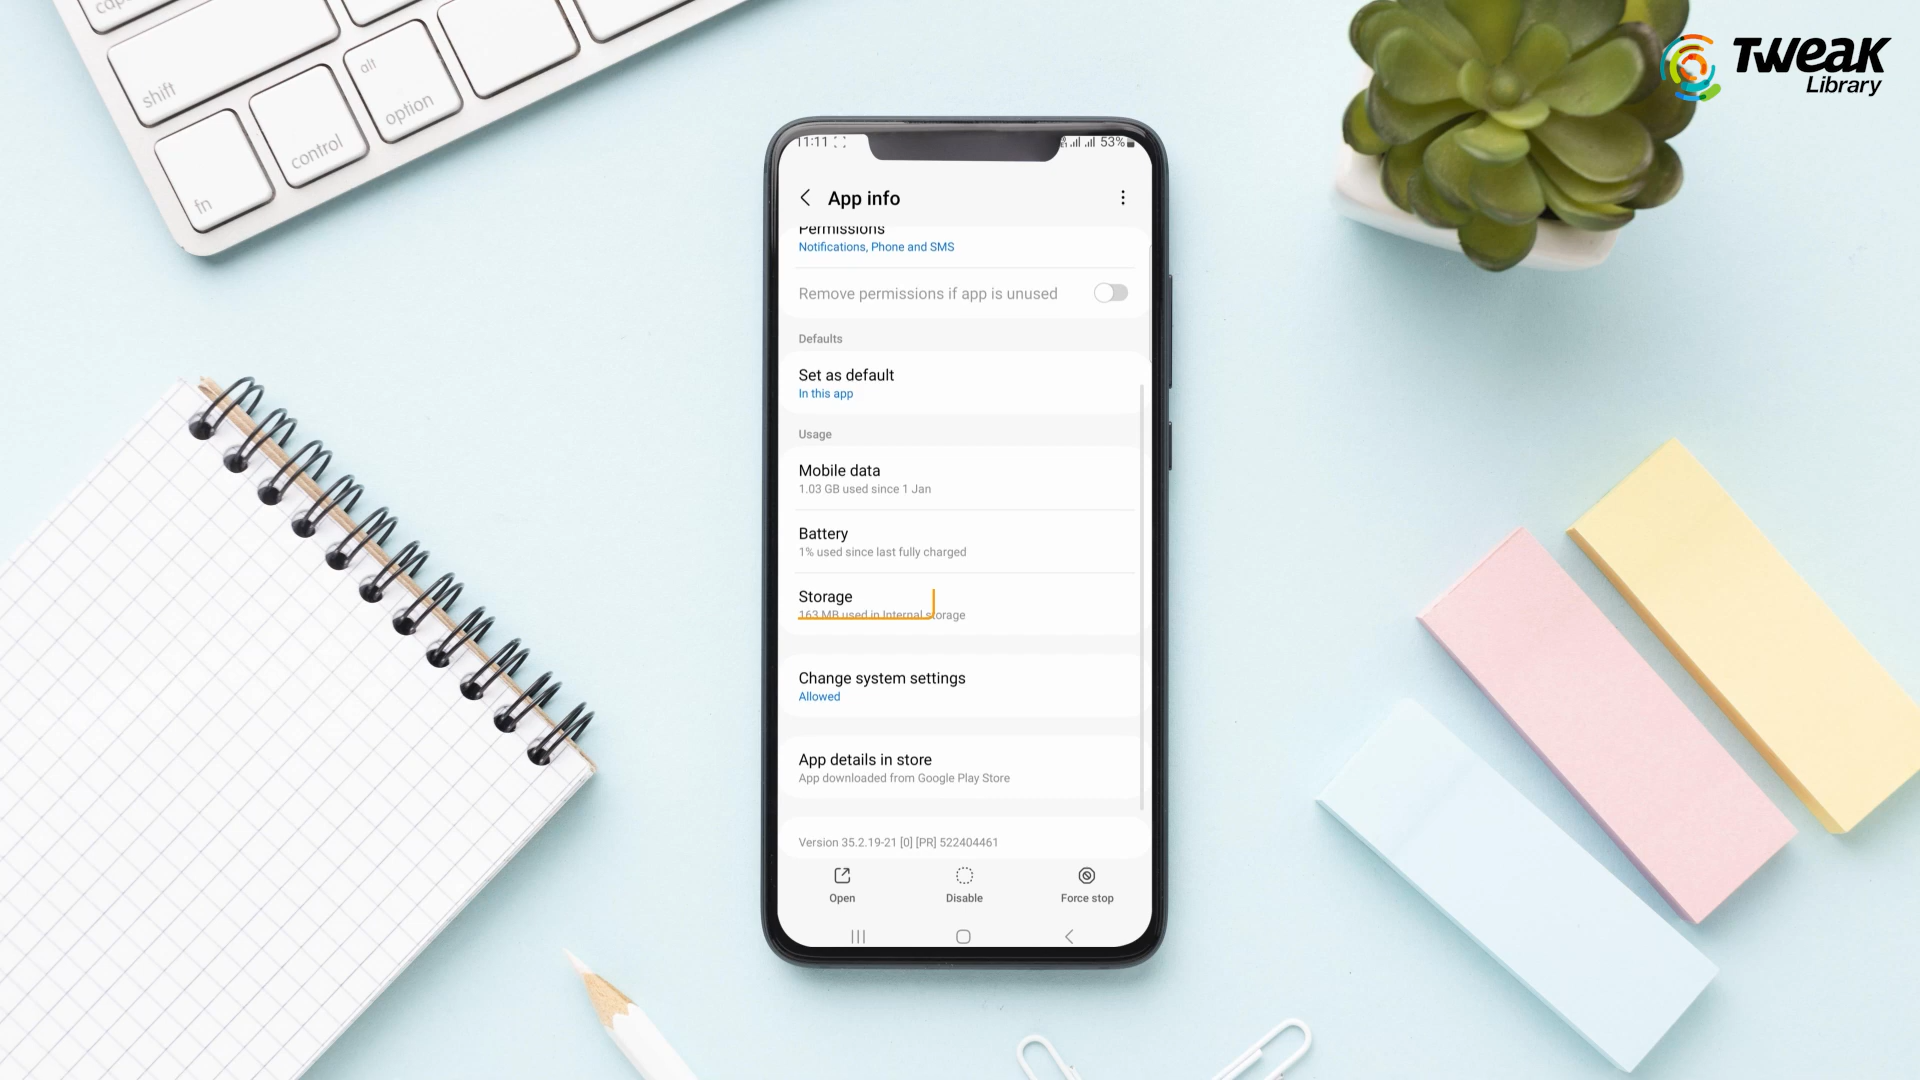 shift
alt
option
control
fn
TWEAK
Library
11:11
53%
App info
Permissions
Notifications, Phone and SMS
Remove permissions if app is unused
Defaults
Set as default
In this app
Usage
Mobile data
1.03 GB used since 1 Jan
Battery
1% used since last fully charged
Storage
163 MB used in Internal storage
Change system settings
Allowed
App details in store
App downloaded from Google Play Store
Version 35.2.19-21 [0] [PR] 522404461
Open
Disable
Force stop